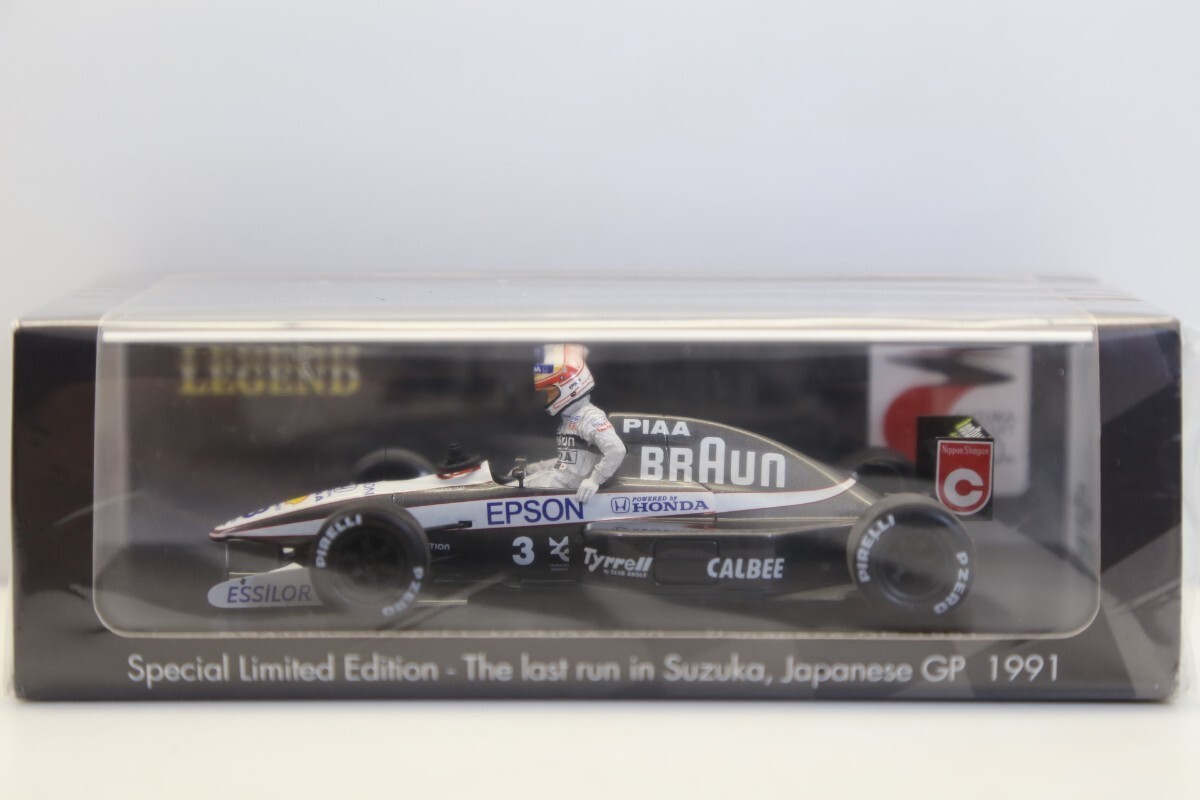 LEGEND
PIAA
BRAUN
EPSON
POWERED by
HONDA
Nippon Shinpan
C
PIRELLI
P ZERO
3
Tyrrell
CALBEE
PIRELLI
P ZERO
ESSILOR
Special Limited Edition - The last run in Suzuka, Japanese GP 1991